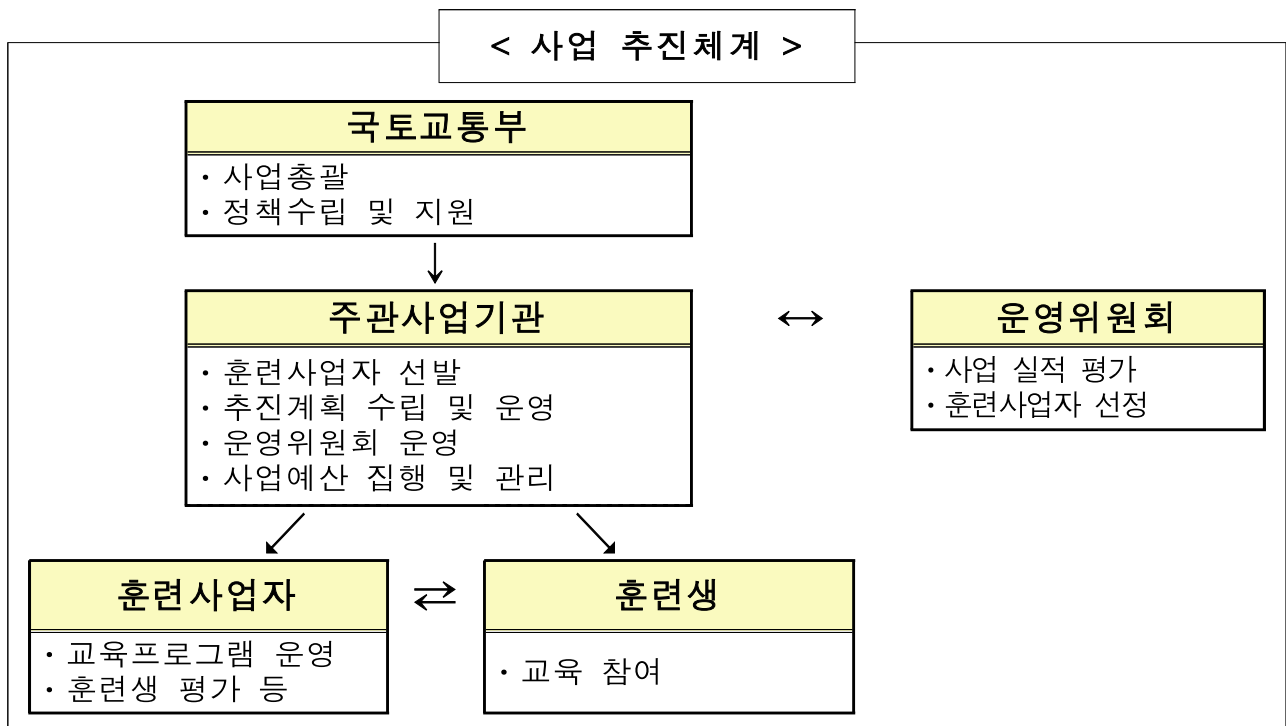 < 사업 추진체계 >
국토교통부
· 사업총괄
· 정책수립 및 지원
↓
주관사업기관
· 훈련사업자 선발
· 추진계획 수립 및 운영
· 운영위원회 운영
· 사업예산 집행 및 관리
↔
운영위원회
· 사업 실적 평가
· 훈련사업자 선정
훈련사업자
· 교육프로그램 운영
· 훈련생 평가 등
⇄
훈련생
· 교육 참여